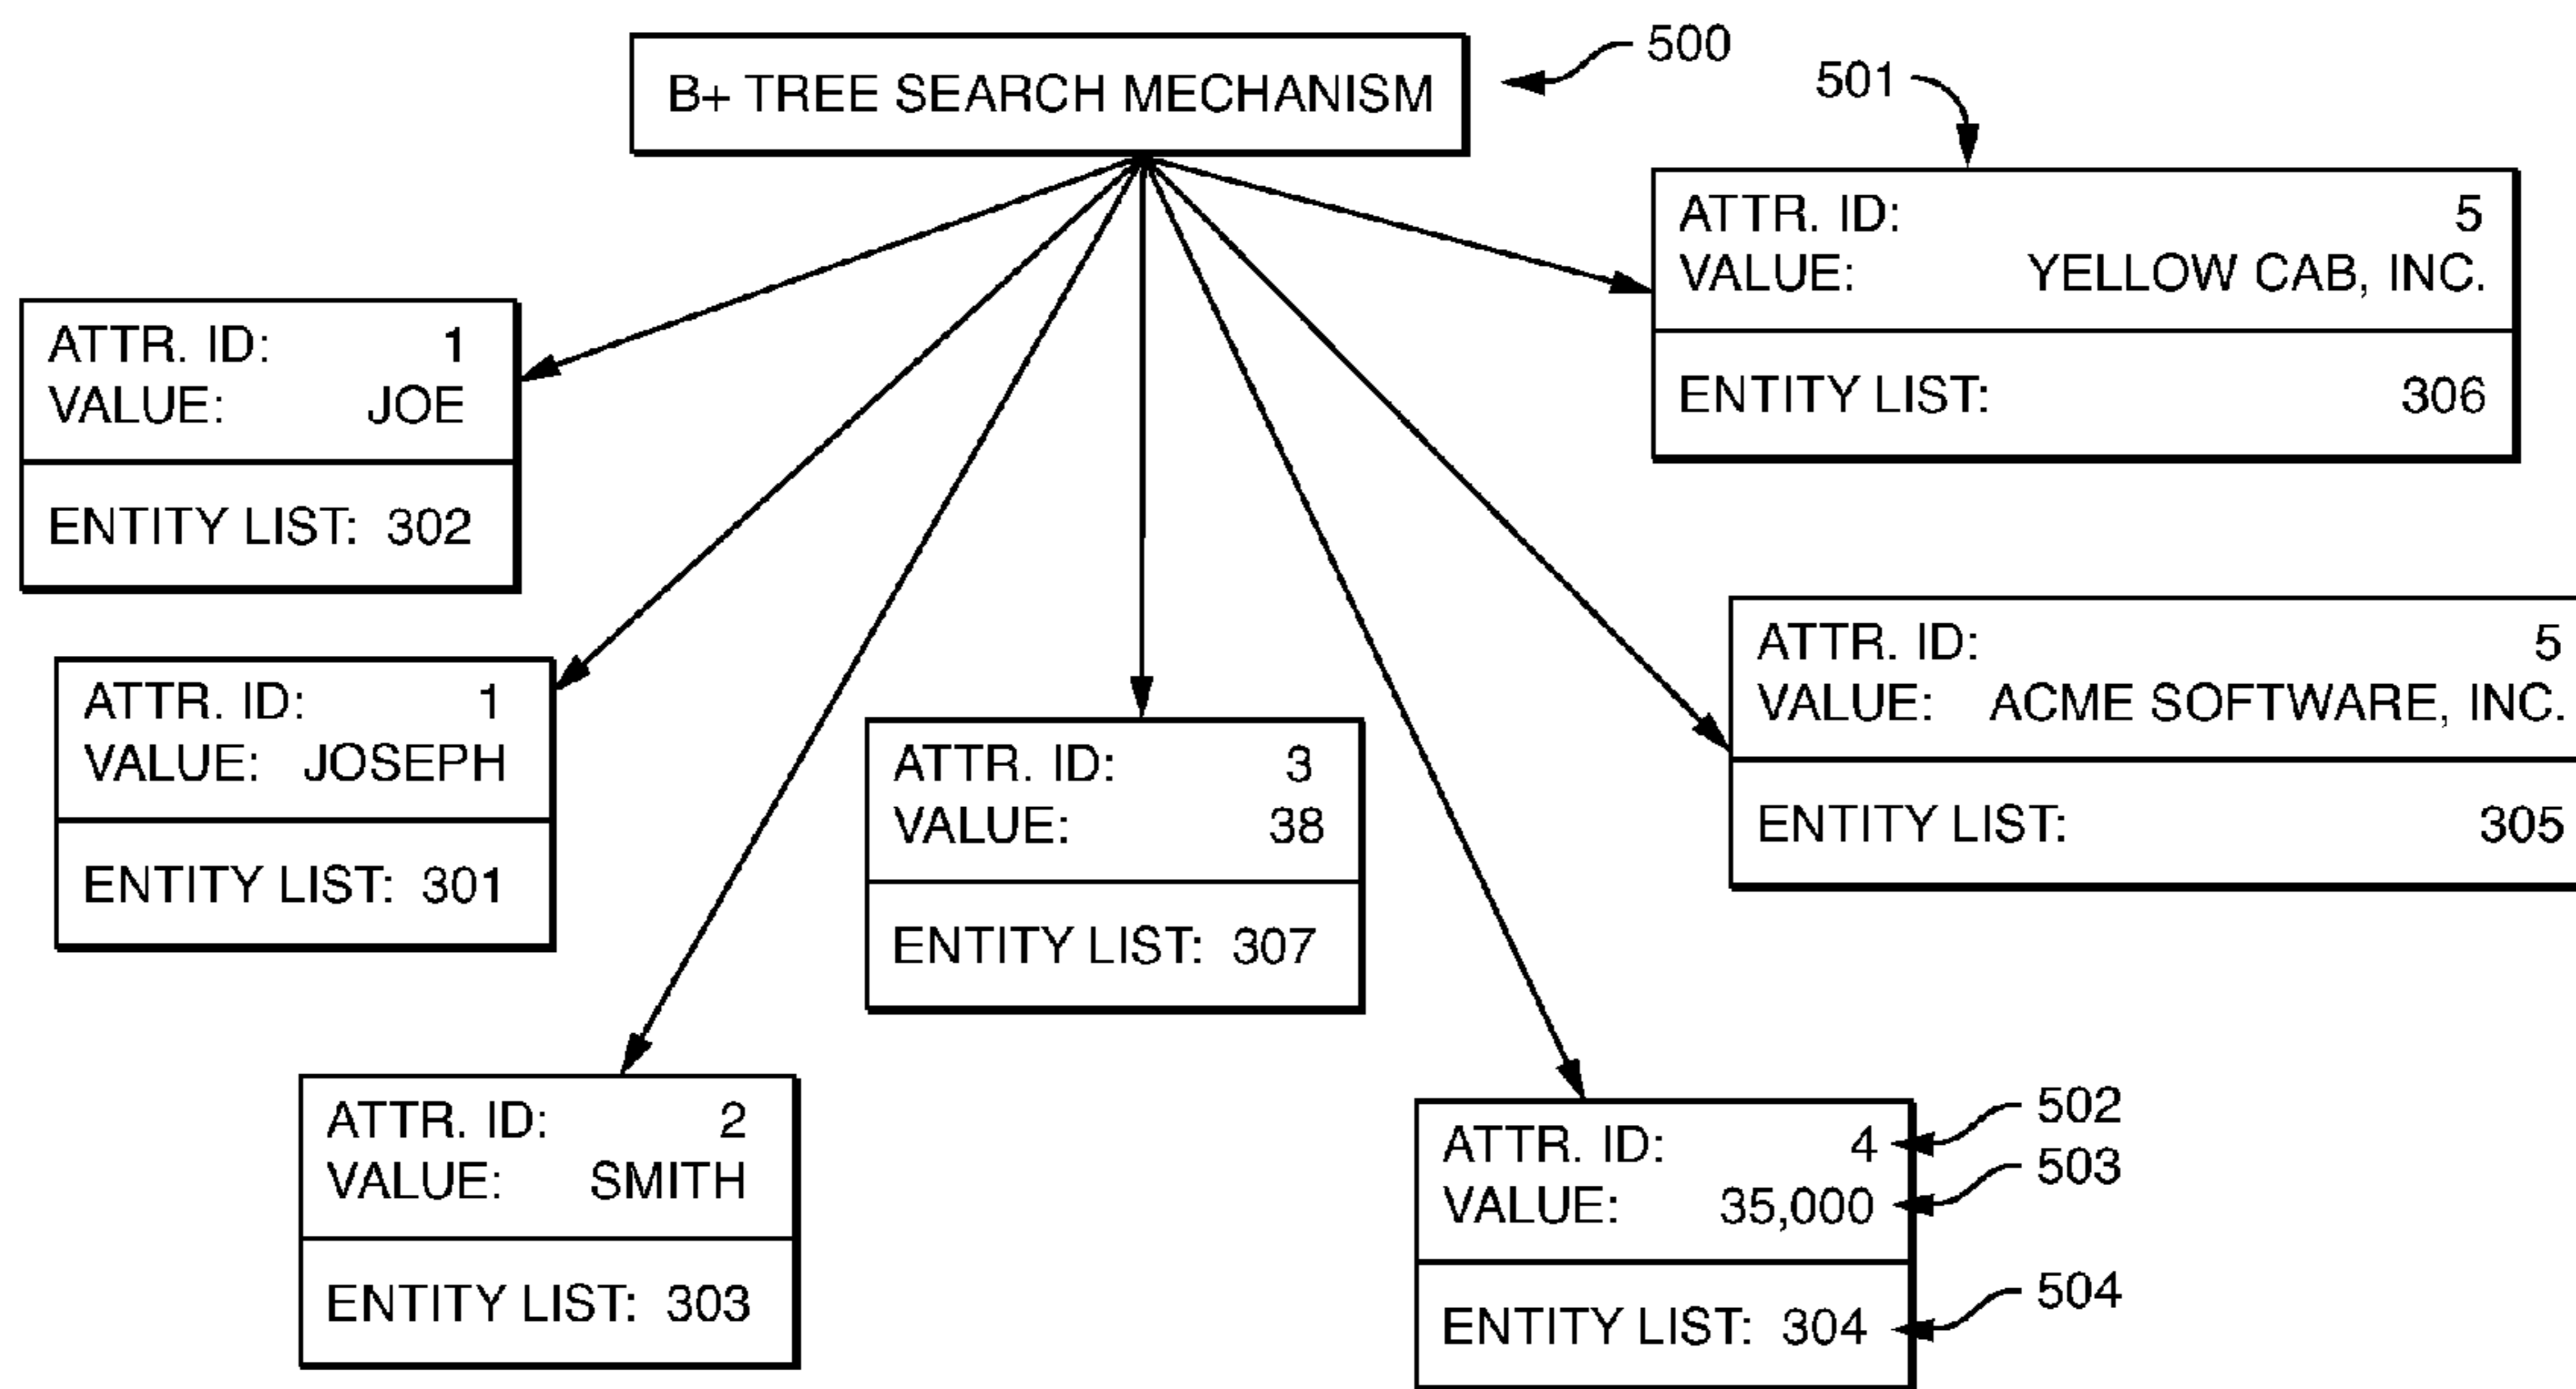 B+ TREE SEARCH MECHANISM
500
501
ATTR. ID: 5
VALUE: YELLOW CAB, INC.
ENTITY LIST: 306
ATTR. ID: 1
VALUE: JOE
ENTITY LIST: 302
ATTR. ID: 5
VALUE: ACME SOFTWARE, INC.
ENTITY LIST: 305
ATTR. ID: 1
VALUE: JOSEPH
ENTITY LIST: 301
ATTR. ID: 3
VALUE: 38
ENTITY LIST: 307
ATTR. ID: 2
VALUE: SMITH
ENTITY LIST: 303
ATTR. ID: 4
502
VALUE: 35,000
503
ENTITY LIST: 304
504